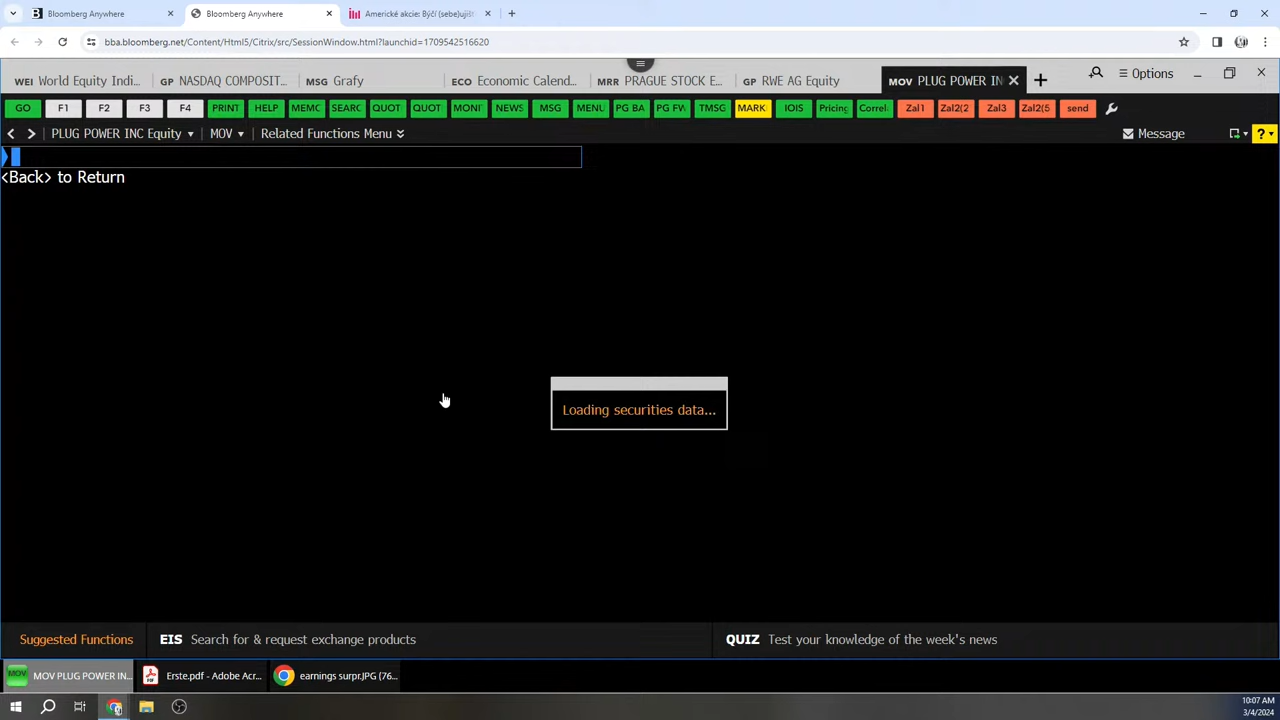 Bloomberg Anywhere
Bloomberg Anywhere
Americké akcie: Býčí (sebe)ujišt
bba.bloomberg.net/Content/Html5/Citrix/src/SessionWindow.html?launchid=1709542516620
WEI World Equity Indi...
GP NASDAQ COMPOSIT...
MSG Grafy
ECO Economic Calend...
MRR PRAGUE STOCK E...
GP RWE AG Equity
MOV PLUG POWER IN
Options
GO F1 F2 F3 F4 PRINT HELP MEMC SEARC QUOT QUOT MONI NEWS MSG MENU PG BA PG FW TMSG MARK IOIS Pricing Correl Zal1 Zal2(2 Zal3 Zal2(5 send
PLUG POWER INC Equity MOV Related Functions Menu Message ?
<Back> to Return
Loading securities data...
Suggested Functions EIS Search for & request exchange products QUIZ Test your knowledge of the week's news
MOV PLUG POWER IN... Erste.pdf - Adobe Acr... earnings surpr.JPG (76...
10:07 AM
3/4/2024